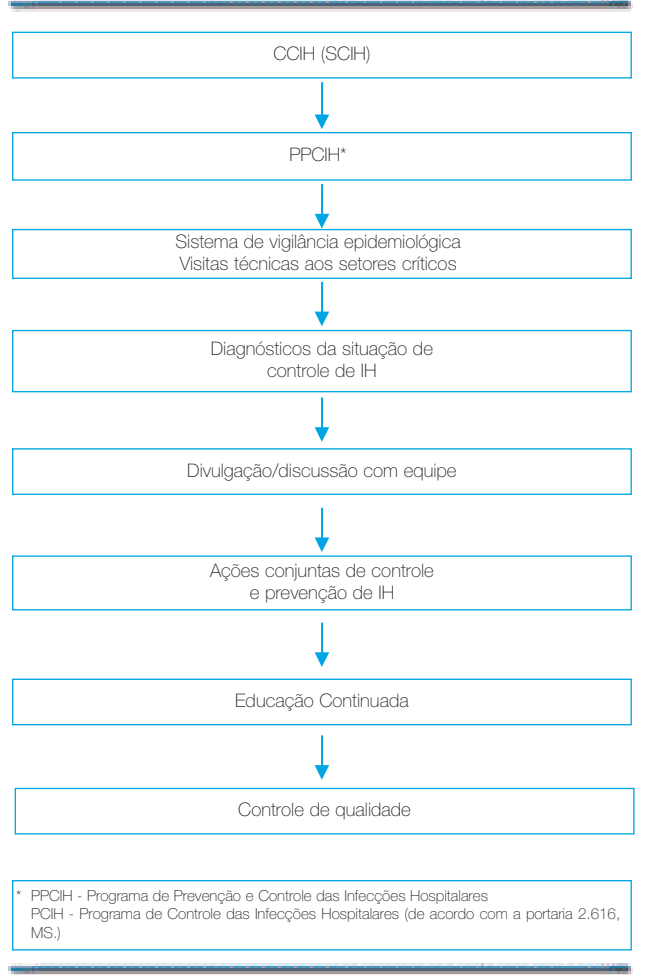 CCIH (SCIH)
PPCIH*
Sistema de vigilância epidemiológica
Visitas técnicas aos setores críticos
Diagnósticos da situação de
controle de IH
Divulgação/discussão com equipe
Ações conjuntas de controle
e prevenção de IH
Educação Continuada
Controle de qualidade
* PPCIH - Programa de Prevenção e Controle das Infecções Hospitalares
PCIH - Programa de Controle das Infecções Hospitalares (de acordo com a portaria 2.616,
MS.)